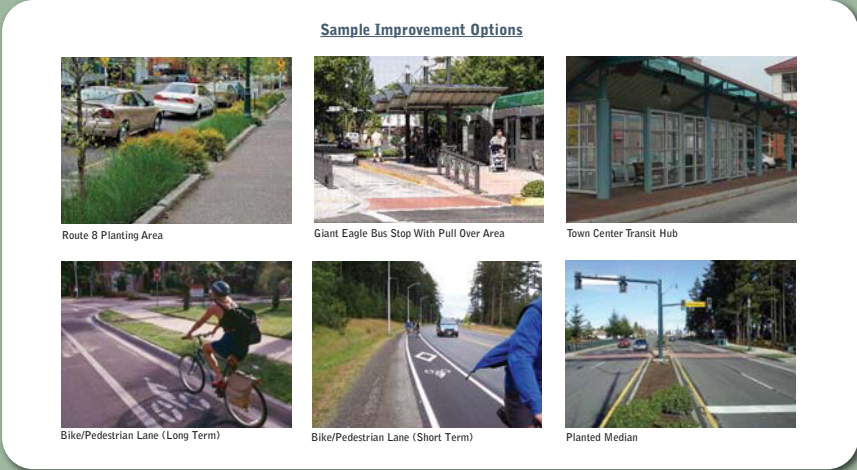 Sample Improvement Options
Route 8 Planting Area
Giant Eagle Bus Stop With Pull Over Area
Town Center Transit Hub
Bike/Pedestrian Lane (Long Term)
Bike/Pedestrian Lane (Short Term)
Planted Median